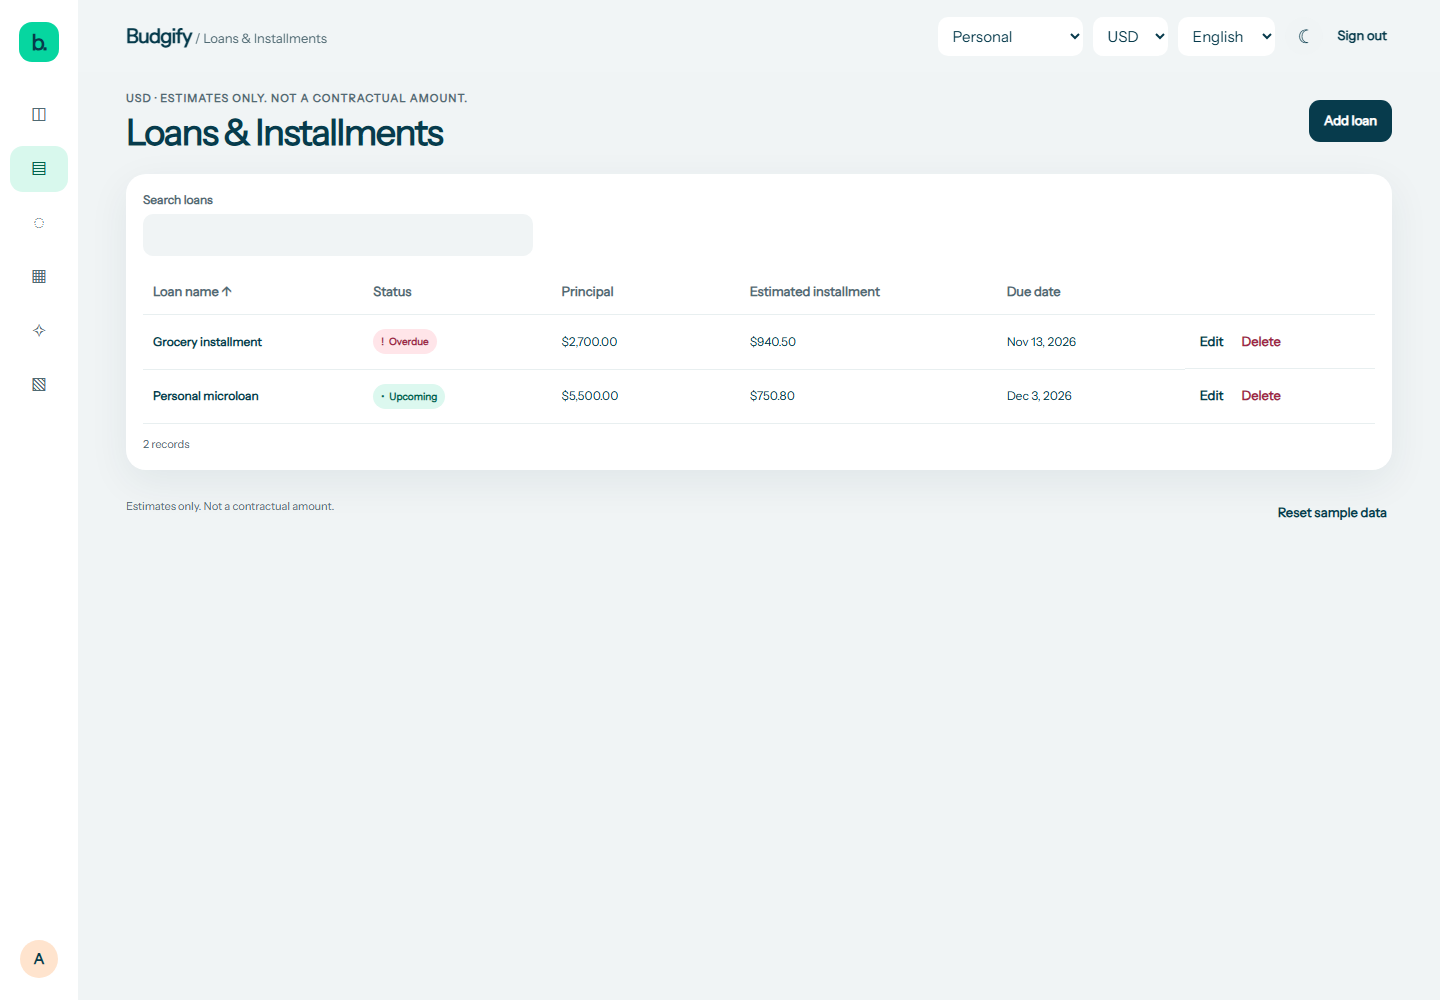 b.
Budgify / Loans & Installments
Personal
USD
English
Sign out
USD · ESTIMATES ONLY. NOT A CONTRACTUAL AMOUNT.
Loans & Installments
Add loan
Search loans
Loan name ↑ Status Principal Estimated installment Due date
Grocery installment ! Overdue $2,700.00 $940.50 Nov 13, 2026 Edit Delete
Personal microloan • Upcoming $5,500.00 $750.80 Dec 3, 2026 Edit Delete
2 records
Estimates only. Not a contractual amount.
Reset sample data
A